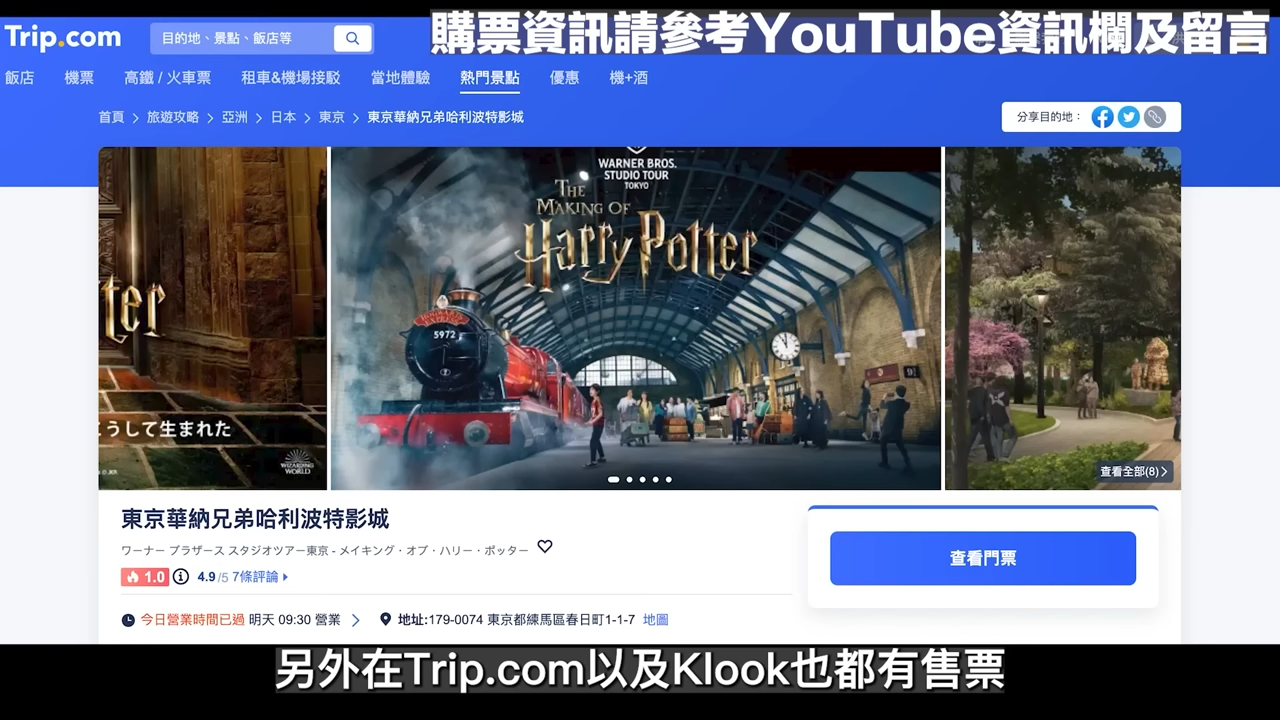 Trip.com
目的地、景點、飯店等
購票資訊請參考YouTube資訊欄及留言
飯店
機票
高鐵 / 火車票
租車&機場接駁
當地體驗
熱門景點
優惠
機+酒
首頁 > 旅遊攻略 > 亞洲 > 日本 > 東京 > 東京華納兄弟哈利波特影城
分享目的地：
ter
こうして生まれた
WIZARDING
WORLD
WARNER BROS.
STUDIO TOUR
TOKYO
THE
MAKING OF
Harry Potter
HOGWARTS
EXPRESS
5972
查看全部(8)
東京華納兄弟哈利波特影城
ワーナー ブラザース スタジオツアー東京 - メイキング・オブ・ハリー・ポッター
1.0 4.9 /5 7條評論
今日營業時間已過 明天 09:30 營業
地址:179-0074 東京都練馬區春日町1-1-7 地圖
查看門票
另外在Trip.com以及Klook也都有售票